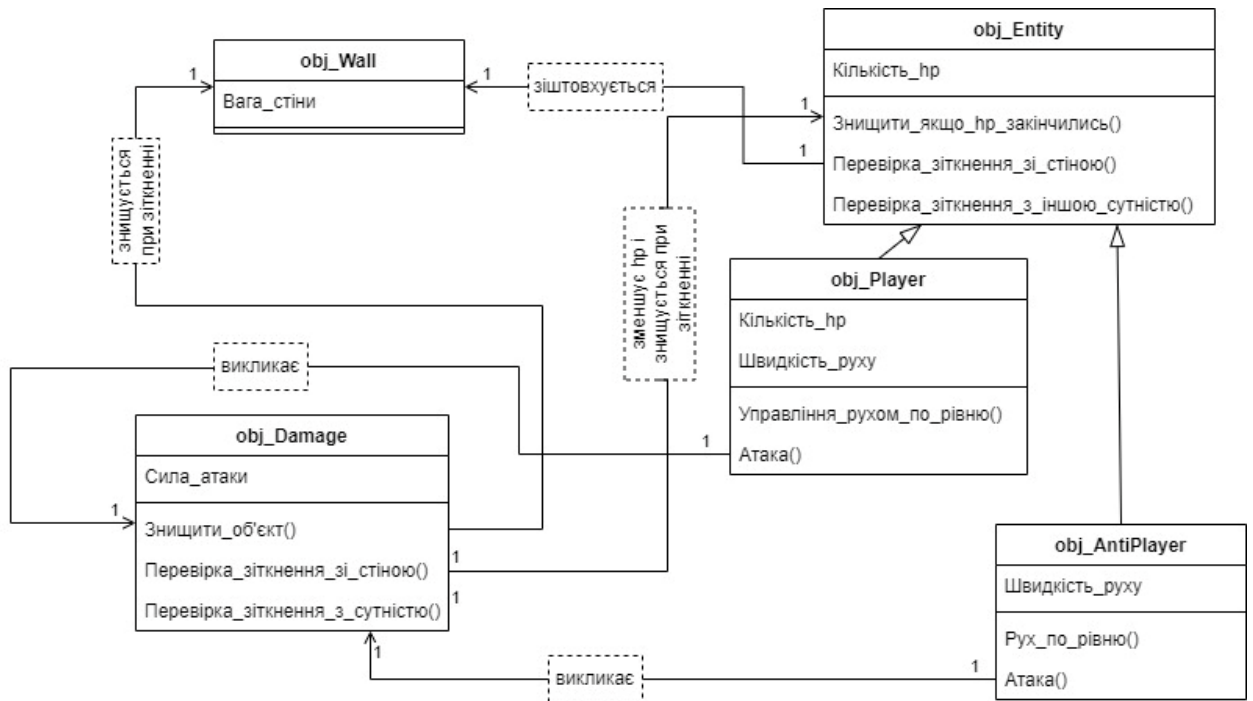 obj_Entity
Кількість_hp
Знищити_якщо_hp_закінчились()
Перевірка_зіткнення_зі_стіною()
Перевірка_зіткнення_з_іншою_сутністю()
obj_Wall
Вага_стіни
1
1
зіштовхується
1
1
знищується
при зіткненні
зменшує hp і
знищується при
зіткненні
obj_Player
Кількість_hp
Швидкість_руху
Управління_рухом_по_рівню()
Атака()
1
викликає
obj_Damage
Сила_атаки
Знищити_об'єкт()
Перевірка_зіткнення_зі_стіною()
Перевірка_зіткнення_з_сутністю()
1
1
1
1
obj_AntiPlayer
Швидкість_руху
Рух_по_рівню()
Атака()
1
викликає